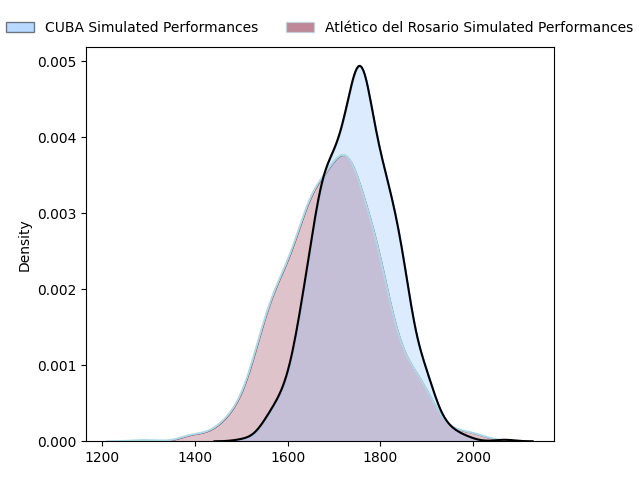 CUBA Simulated Performances Atlético del Rosario Simulated Performances
0.005
0.004
0.003
0.002
0.001
0.000
Density
1200 1400 1600 1800 2000